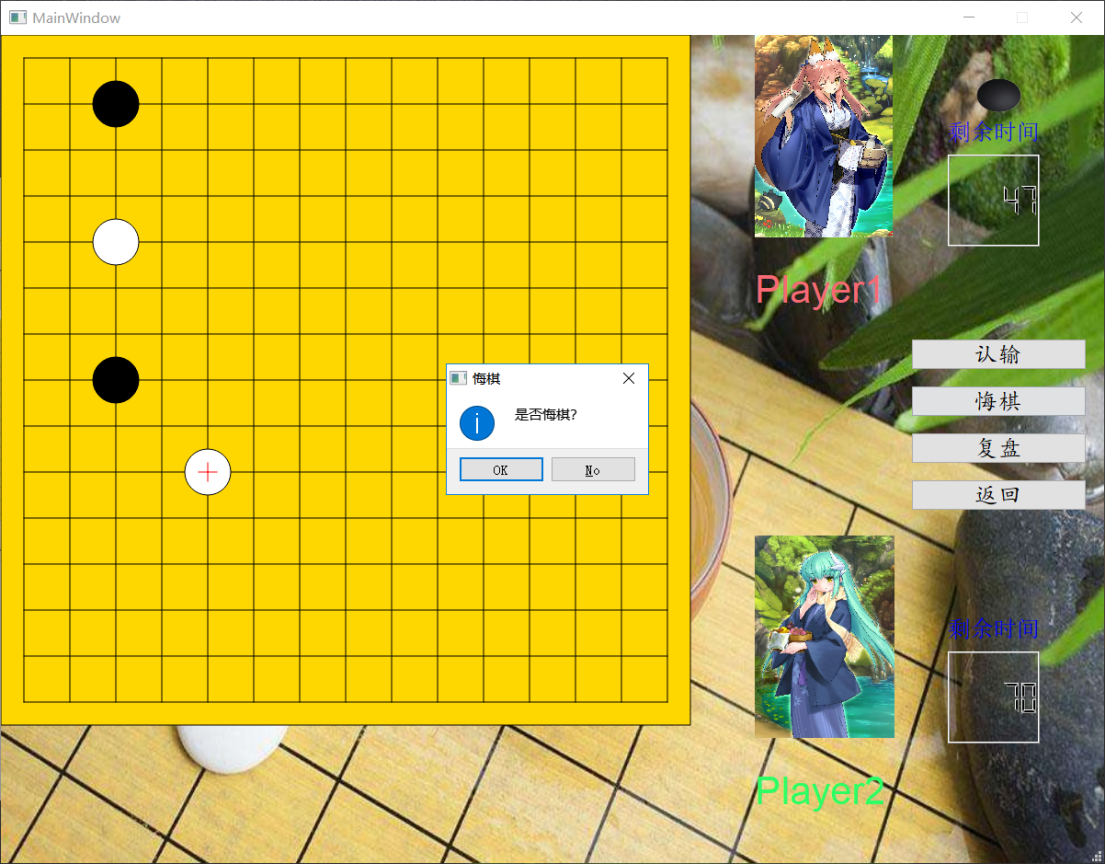 MainWindow
剩余时间
47
Player1
认输
悔棋
复盘
返回
悔棋
是否悔棋?
OK
No
剩余时间
70
Player2